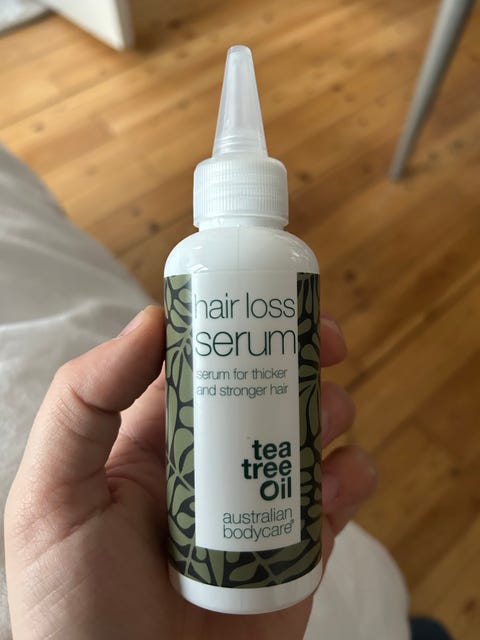 hair loss
serum
serum for thicker
and stronger hair
tea
tree
Oil
australian
bodycare®